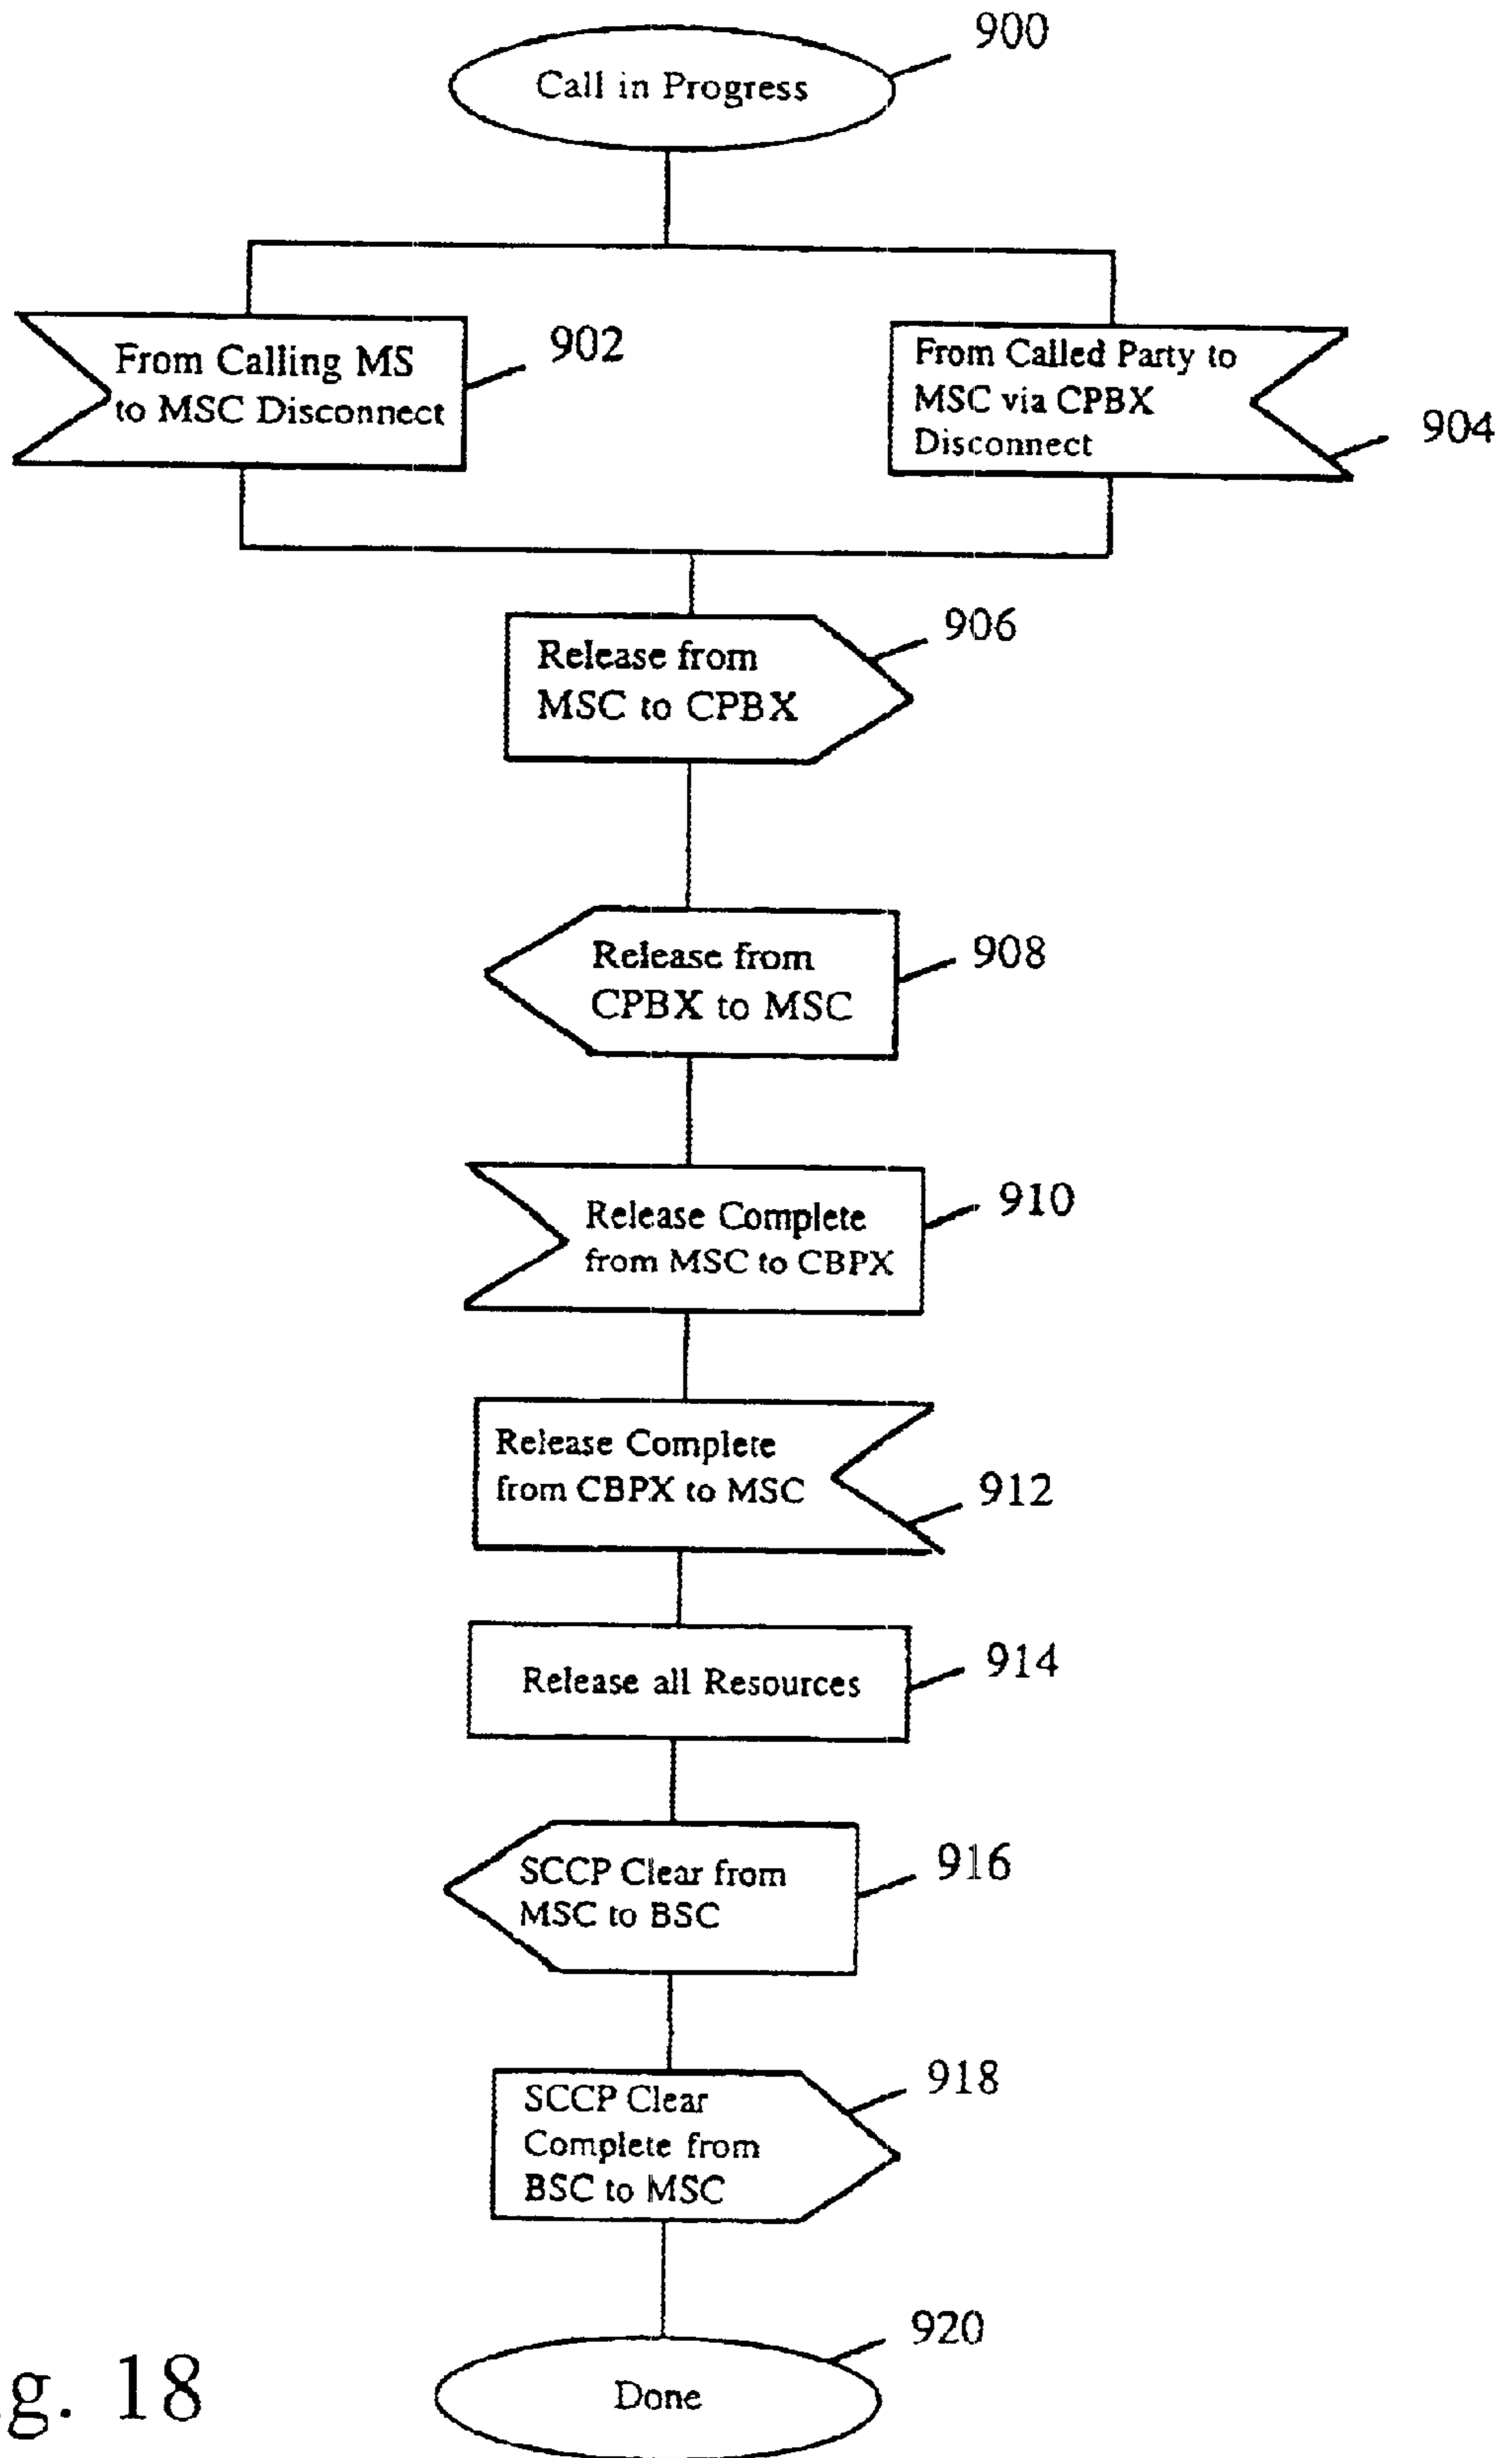 900
Call in Progress
From Calling MS
to MSC Disconnect
902
From Called Party to
MSC via CPBX
Disconnect
904
Release from
MSC to CPBX
906
Release from
CPBX to MSC
908
Release Complete
from MSC to CBPX
910
Release Complete
from CBPX to MSC
912
Release all Resources
914
SCCP Clear from
MSC to BSC
916
SCCP Clear
Complete from
BSC to MSC
918
920
Done
g. 18